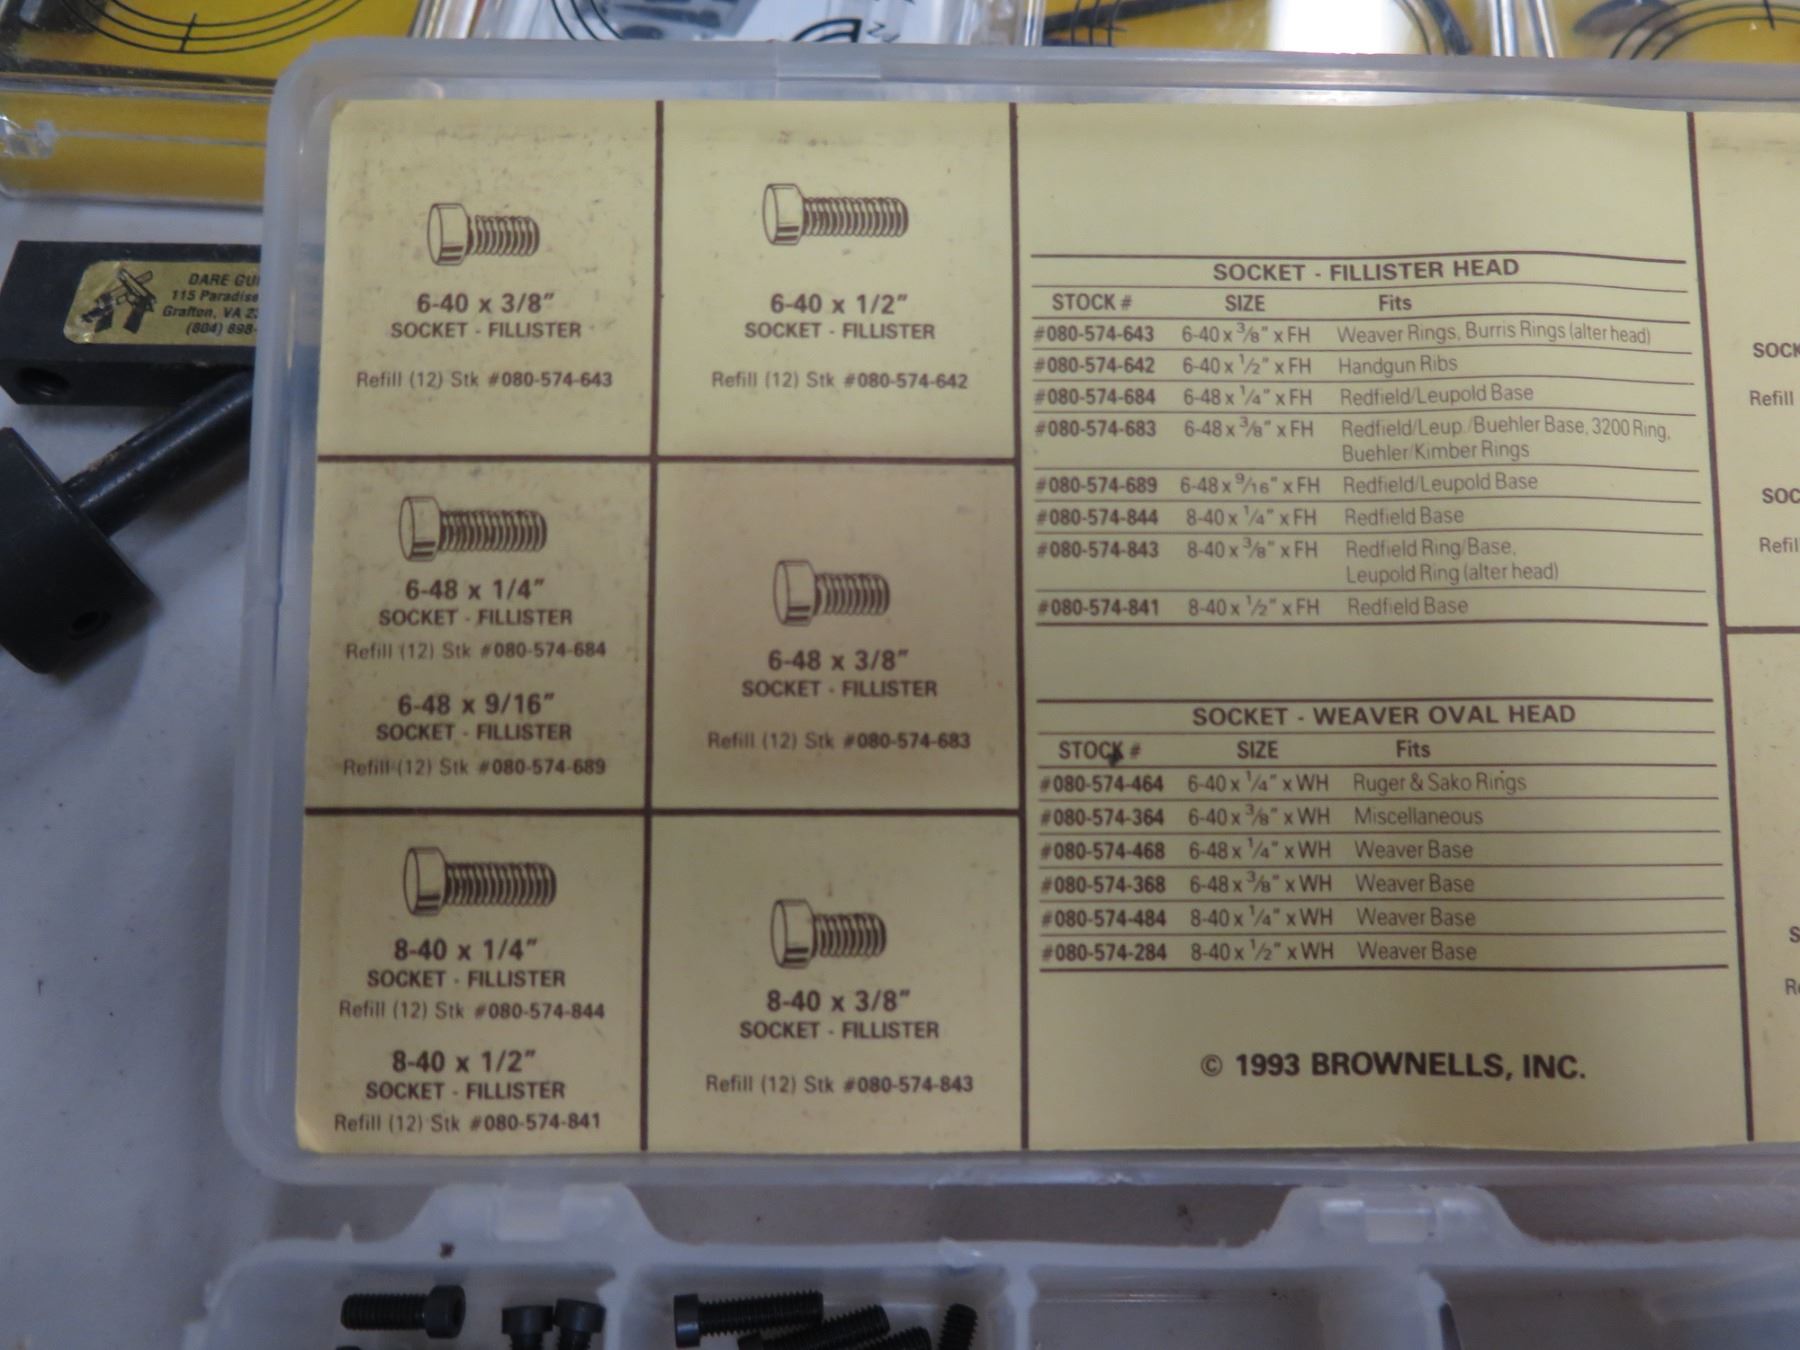 DARE GU
115 Paradise
Grafton, VA
(804) 898-
6-40 x 3/8"
SOCKET - FILLISTER
Refill (12) Stk #080-574-643
6-40 x 1/2"
SOCKET - FILLISTER
Refill (12) Stk #080-574-642
6-48 x 1/4"
SOCKET - FILLISTER
Refill (12) Stk #080-574-684
6-48 x 9/16"
SOCKET - FILLISTER
Refill (12) Stk #080-574-689
6-48 x 3/8"
SOCKET - FILLISTER
Refill (12) Stk #080-574-683
8-40 x 1/4"
SOCKET - FILLISTER
Refill (12) Stk #080-574-844
8-40 x 1/2"
SOCKET - FILLISTER
Refill (12) Stk #080-574-841
8-40 x 3/8"
SOCKET - FILLISTER
Refill (12) Stk #080-574-843
SOCKET - FILLISTER HEAD
STOCK # SIZE Fits
#080-574-643 6-40 x 3/8" x FH Weaver Rings, Burris Rings (alter head)
#080-574-642 6-40 x 1/2" x FH Handgun Ribs
#080-574-684 6-48 x 1/4" x FH Redfield/Leupold Base
#080-574-683 6-48 x 3/8" x FH Redfield/Leup./Buehler Base, 3200 Ring,
Buehler/Kimber Rings
#080-574-689 6-48 x 9/16" x FH Redfield/Leupold Base
#080-574-844 8-40 x 1/4" x FH Redfield Base
#080-574-843 8-40 x 3/8" x FH Redfield Ring/Base,
Leupold Ring (alter head)
#080-574-841 8-40 x 1/2" x FH Redfield Base
SOCKET - WEAVER OVAL HEAD
STOCK # SIZE Fits
#080-574-464 6-40 x 1/4" x WH Ruger & Sako Rings
#080-574-364 6-40 x 3/8" x WH Miscellaneous
#080-574-468 6-48 x 1/4" x WH Weaver Base
#080-574-368 6-48 x 3/8" x WH Weaver Base
#080-574-484 8-40 x 1/4" x WH Weaver Base
#080-574-284 8-40 x 1/2" x WH Weaver Base
© 1993 BROWNELLS, INC.
SOCK
Refill
SOC
Refil
S
Re